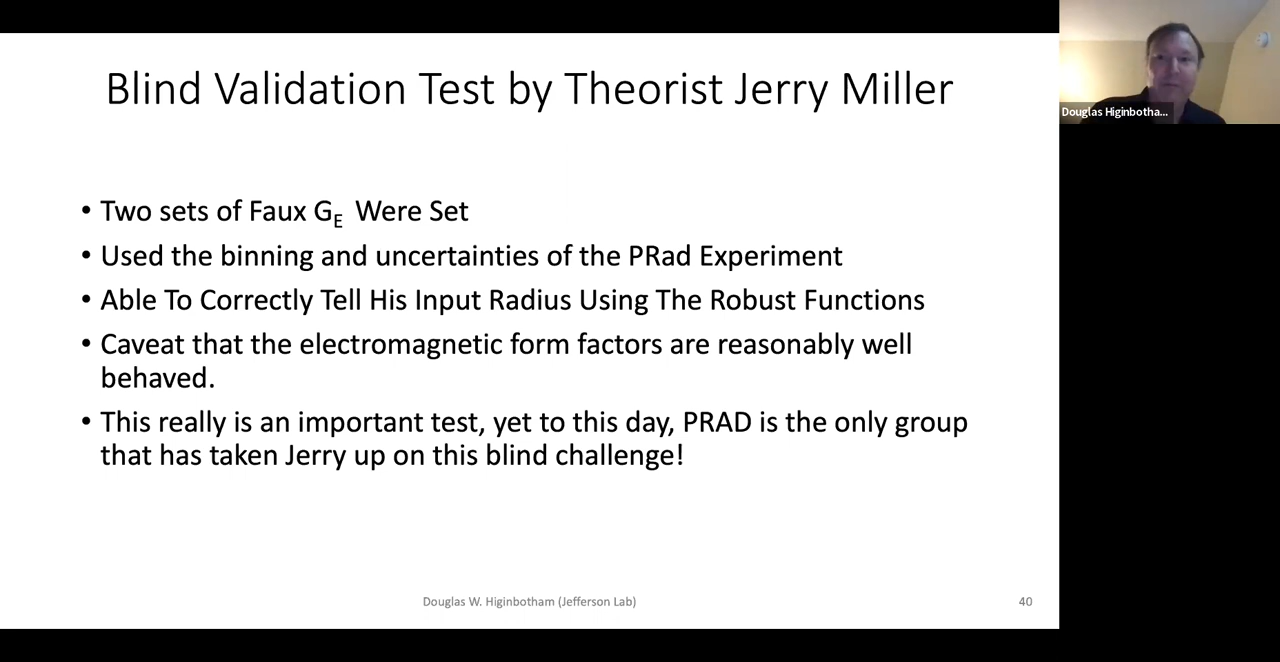 Blind Validation Test by Theorist Jerry Miller
Douglas Higinbotha...
• Two sets of Faux GE Were Set
• Used the binning and uncertainties of the PRad Experiment
• Able To Correctly Tell His Input Radius Using The Robust Functions
• Caveat that the electromagnetic form factors are reasonably well
behaved.
• This really is an important test, yet to this day, PRAD is the only group
that has taken Jerry up on this blind challenge!
Douglas W. Higinbotham (Jefferson Lab)
40